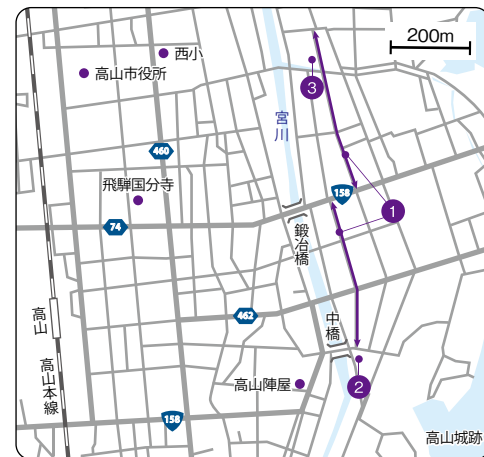 200m
西小
高山市役所
3
宮川
460
飛騨国分寺
158
1
74
鍛冶橋
462
中橋
高山
高山本線
高山陣屋
2
158
高山城跡